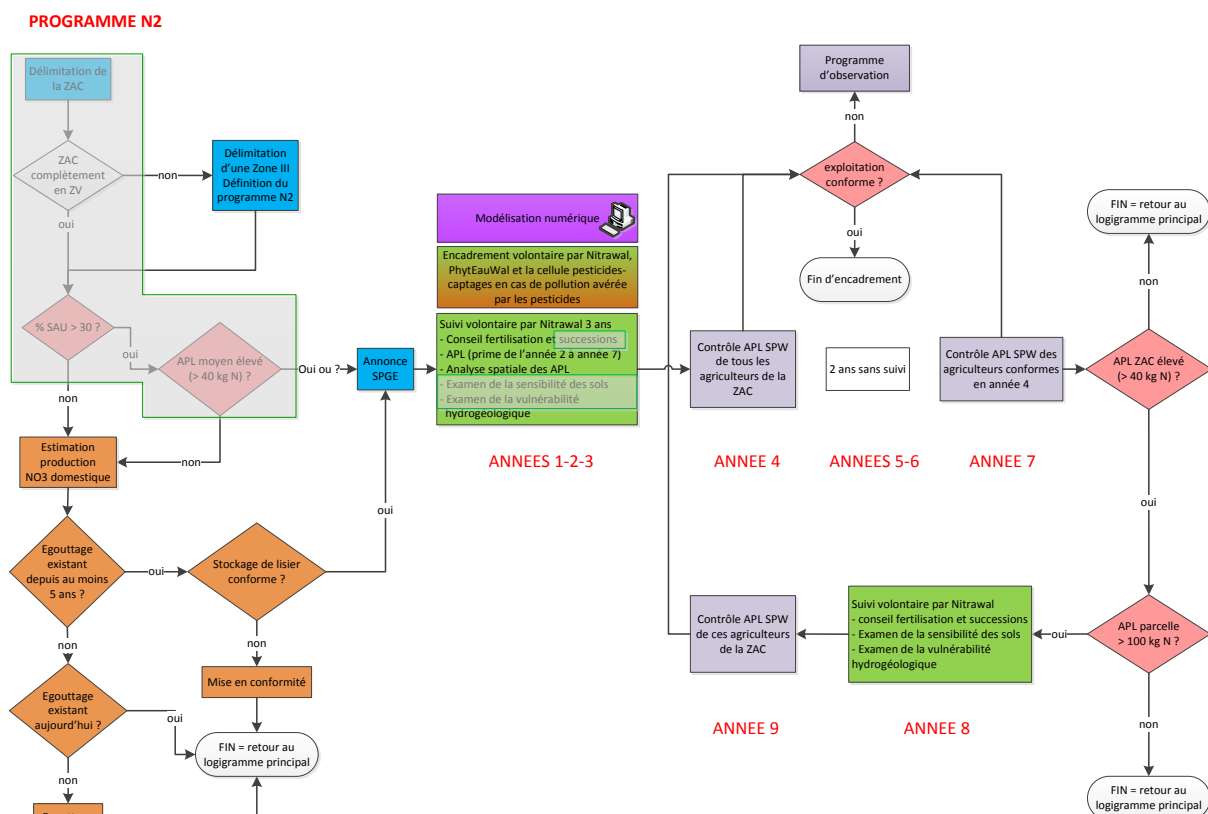 PROGRAMME N2
Délimitation de
la ZAC
ZAC
complètement
en ZV
non
Délimitation
d'une Zone III
Définition du
programme N2
oui
% SAU > 30 ?
oui
APL moyen élevé
(> 40 kg N) ?
Oui ou ?
Annonce
SPGE
non
non
Estimation
production
NO3 domestique
Egouttage
existant
depuis au moins
5 ans ?
oui
Stockage de lisier
conforme ?
oui
non
non
Mise en conformité
Egouttage
existant
aujourd'hui ?
oui
FIN = retour au
logigramme principal
non
Modélisation numérique
Encadrement volontaire par Nitrawal,
PhytEauWal et la cellule pesticides-
captages en cas de pollution avérée
par les pesticides
Suivi volontaire par Nitrawal 3 ans
- Conseil fertilisation et successions
- APL (prime de l'année 2 à année 7)
- Analyse spatiale des APL
- Examen de la sensibilité des sols
- Examen de la vulnérabilité
hydrogéologique
ANNEES 1-2-3
Programme
d'observation
non
exploitation
conforme ?
oui
Fin d'encadrement
Contrôle APL SPW
de tous les
agriculteurs de la
ZAC
ANNEE 4
2 ans sans suivi
ANNEES 5-6
Contrôle APL SPW des
agriculteurs conformes
en année 4
ANNEE 7
FIN = retour au
logigramme principal
non
APL ZAC élevé
(> 40 kg N) ?
oui
APL parcelle
> 100 kg N ?
oui
Suivi volontaire par Nitrawal
- conseil fertilisation et successions
- Examen de la sensibilité des sols
- Examen de la vulnérabilité
hydrogéologique
ANNEE 8
Contrôle APL SPW
de ces agriculteurs
de la ZAC
ANNEE 9
non
FIN = retour au
logigramme principal